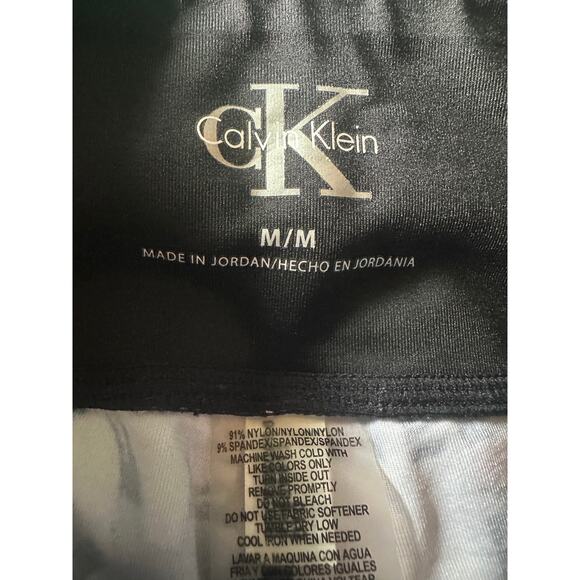 CK
Calvin Klein
M/M
MADE IN JORDAN/HECHO EN JORDANIA
91% NYLON/NYLON/NYLON
9% SPANDEX/SPANDEX/SPANDEX
MACHINE WASH COLD WITH
LIKE COLORS ONLY
TURN INSIDE OUT
REMOVE PROMPTLY
DO NOT BLEACH
DO NOT USE FABRIC SOFTENER
TUMBLE DRY LOW
COOL IRON WHEN NEEDED
LAVAR A MAQUINA CON AGUA
FRIA Y CON COLORES IGUALES